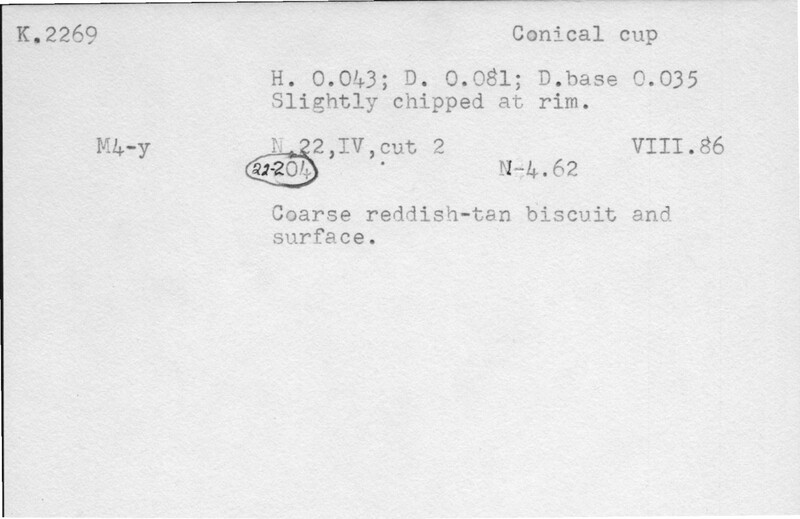 K.2269 Conical cup
H. 0.043; D. 0.081; D.base 0.035
Slightly chipped at rim.
M4-y N.22,IV,cut 2 VIII.86
22-204 N-4.62
Coarse reddish-tan biscuit and
surface.